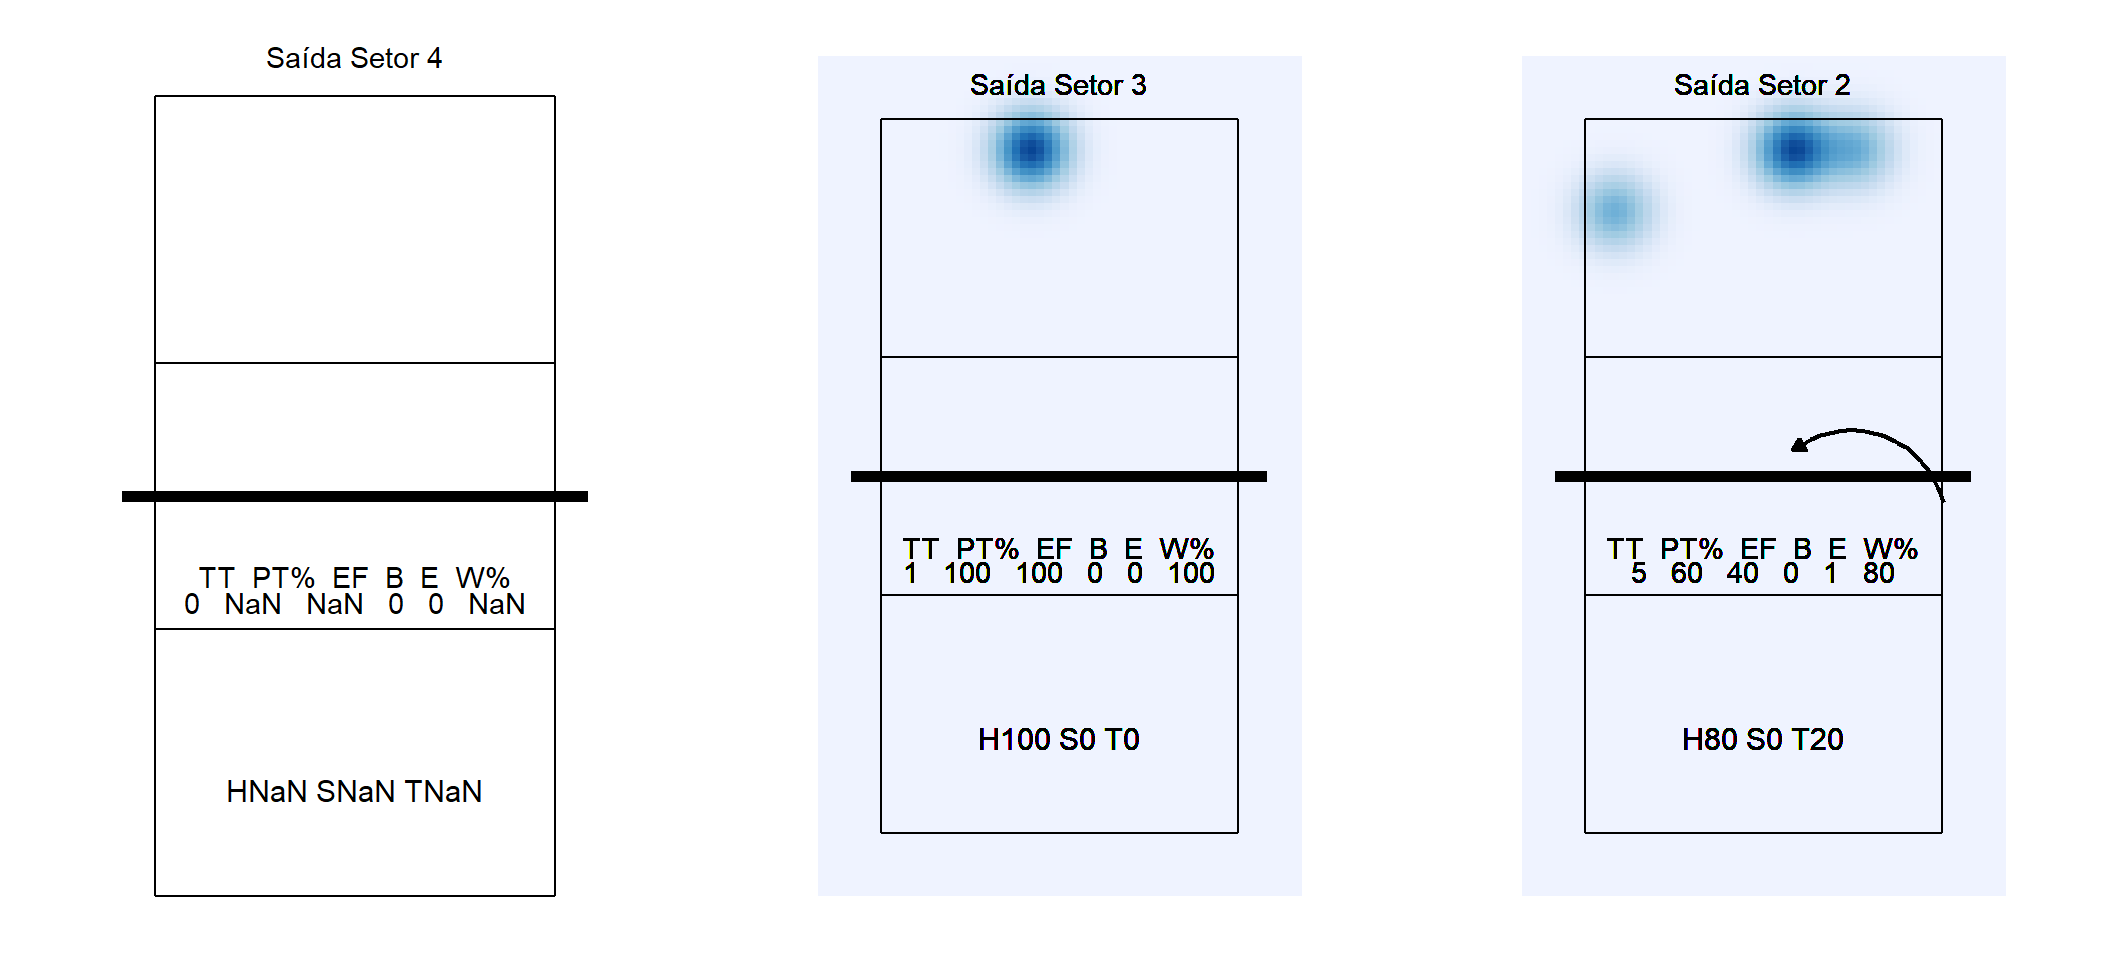 Saída Setor 4
TT PT% EF B E W%
0 NaN NaN 0 0 NaN
HNaN SNaN TNaN
Saída Setor 3
TT PT% EF B E W%
1 100 100 0 0 100
H100 S0 T0
Saída Setor 2
TT PT% EF B E W%
5 60 40 0 1 80
H80 S0 T20